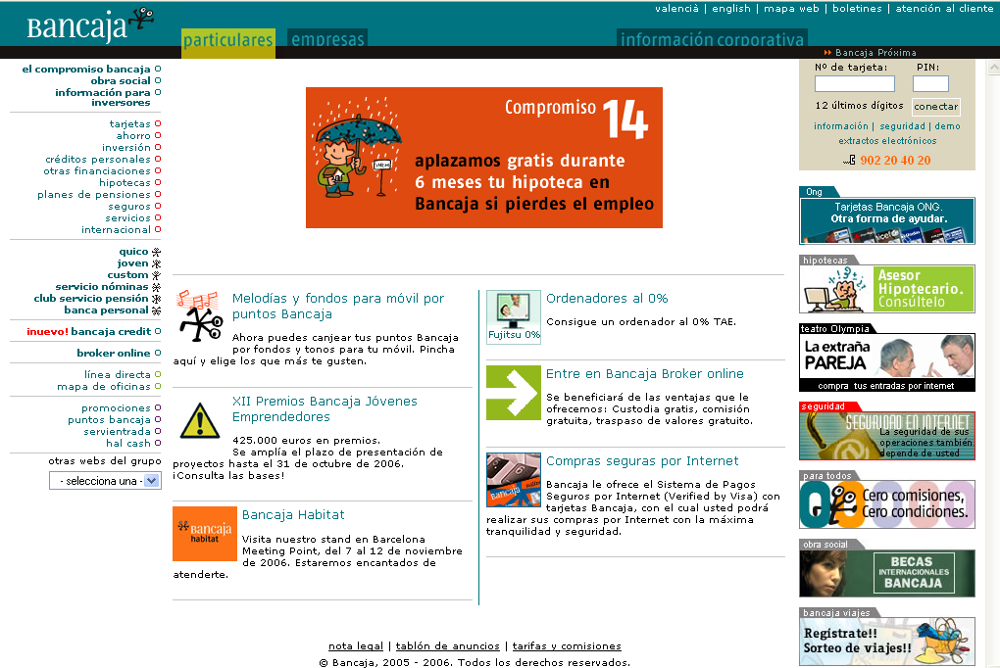 valencià | english | mapa web | boletines | atención al cliente
Bancaja
particulares
empresas
información corporativa
Bancaja Próxima
el compromiso bancaja
obra social
información para
inversores
tarjetas
ahorro
inversión
créditos personales
otras financiaciones
hipotecas
planes de pensiones
seguros
servicios
internacional
quico
joven
custom
servicio nóminas
club servicio pensión
banca personal
¡nuevo! bancaja credit
broker online
línea directa
mapa de oficinas
promociones
puntos bancaja
servientrada
hal cash
otras webs del grupo
- selecciona una -
Compromiso 14
aplazamos gratis durante
6 meses tu hipoteca en
Bancaja si pierdes el empleo
Melodías y fondos para móvil por
puntos Bancaja
Ahora puedes canjear tus puntos Bancaja
por fondos y tonos para tu móvil. Pincha
aquí y elige los que más te gusten.
XII Premios Bancaja Jóvenes
Emprendedores
425.000 euros en premios.
Se amplía el plazo de presentación de
proyectos hasta el 31 de octubre de 2006.
¡Consulta las bases!
Bancaja
habitat
Bancaja Habitat
Visita nuestro stand en Barcelona
Meeting Point, del 7 al 12 de noviembre
de 2006. Estaremos encantados de
atenderte.
Fujitsu 0%
Ordenadores al 0%
Consigue un ordenador al 0% TAE.
Entre en Bancaja Broker online
Se beneficiará de las ventajas que le
ofrecemos: Custodia gratis, comisión
gratuita, traspaso de valores gratuito.
Bancaja
Compras seguras por Internet
Bancaja le ofrece el Sistema de Pagos
Seguros por Internet (Verified by Visa) con
tarjetas Bancaja, con el cual usted podrá
realizar sus compras por Internet con la máxima
tranquilidad y seguridad.
Nº de tarjeta: PIN:
12 últimos dígitos conectar
información | seguridad | demo
extractos electrónicos
902 20 40 20
Ong
Tarjetas Bancaja ONG.
Otra forma de ayudar.
hipotecas
Asesor
Hipotecario.
Consúltelo
teatro Olympia
La extraña
PAREJA
compra tus entradas por internet
seguridad
SEGURIDAD EN INTERNET
La seguridad de sus
operaciones también
depende de usted
para todos
Cero comisiones,
Cero condiciones.
obra social
BECAS
INTERNACIONALES
BANCAJA
bancaja viajes
Regístrate!!
Sorteo de viajes!!
nota legal | tablón de anuncios | tarifas y comisiones
© Bancaja, 2005 - 2006. Todos los derechos reservados.